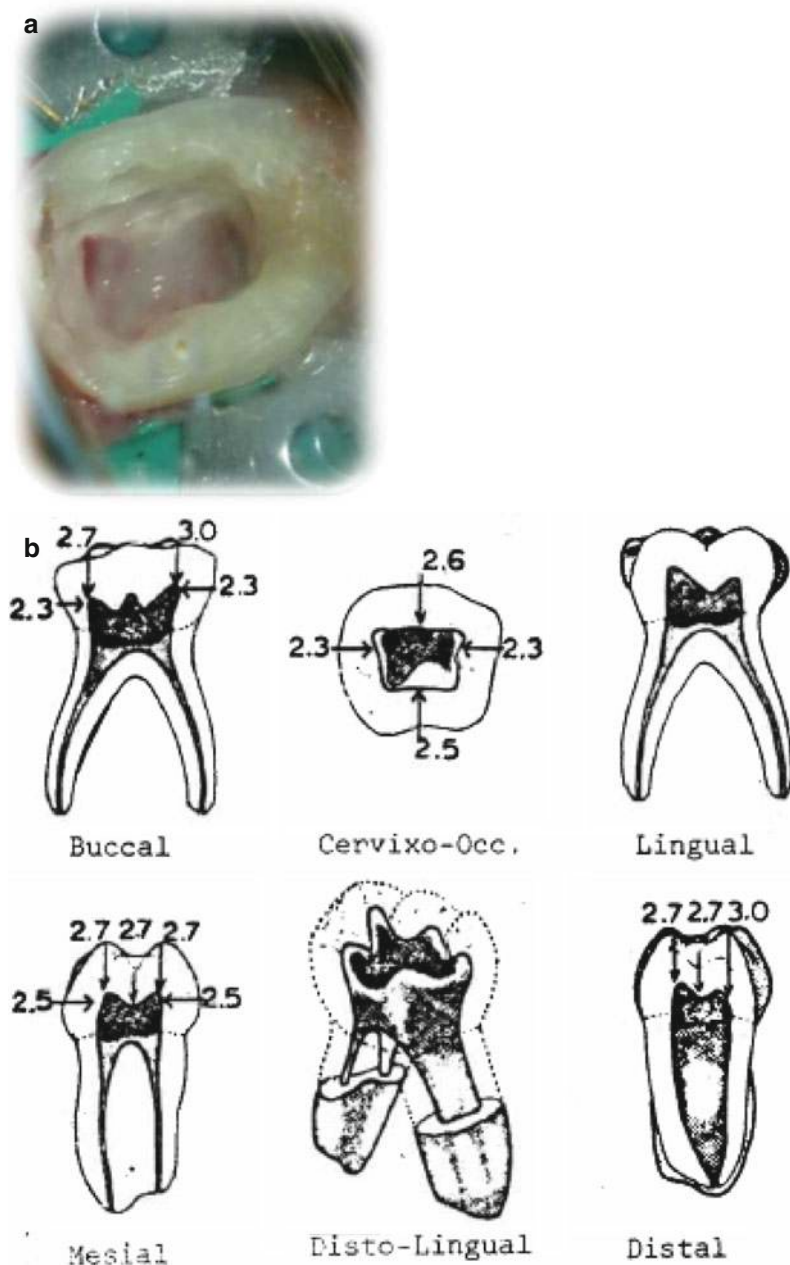 a
b
2.7 3.0
2.3 2.3
Buccal
2.6
2.3 2.3
2.5
Cervixo-Occ.
Lingual
2.7 2.7 2.7
2.5 2.5
Mesial
Disto-Lingual
2.7 2.7 3.0
Distal